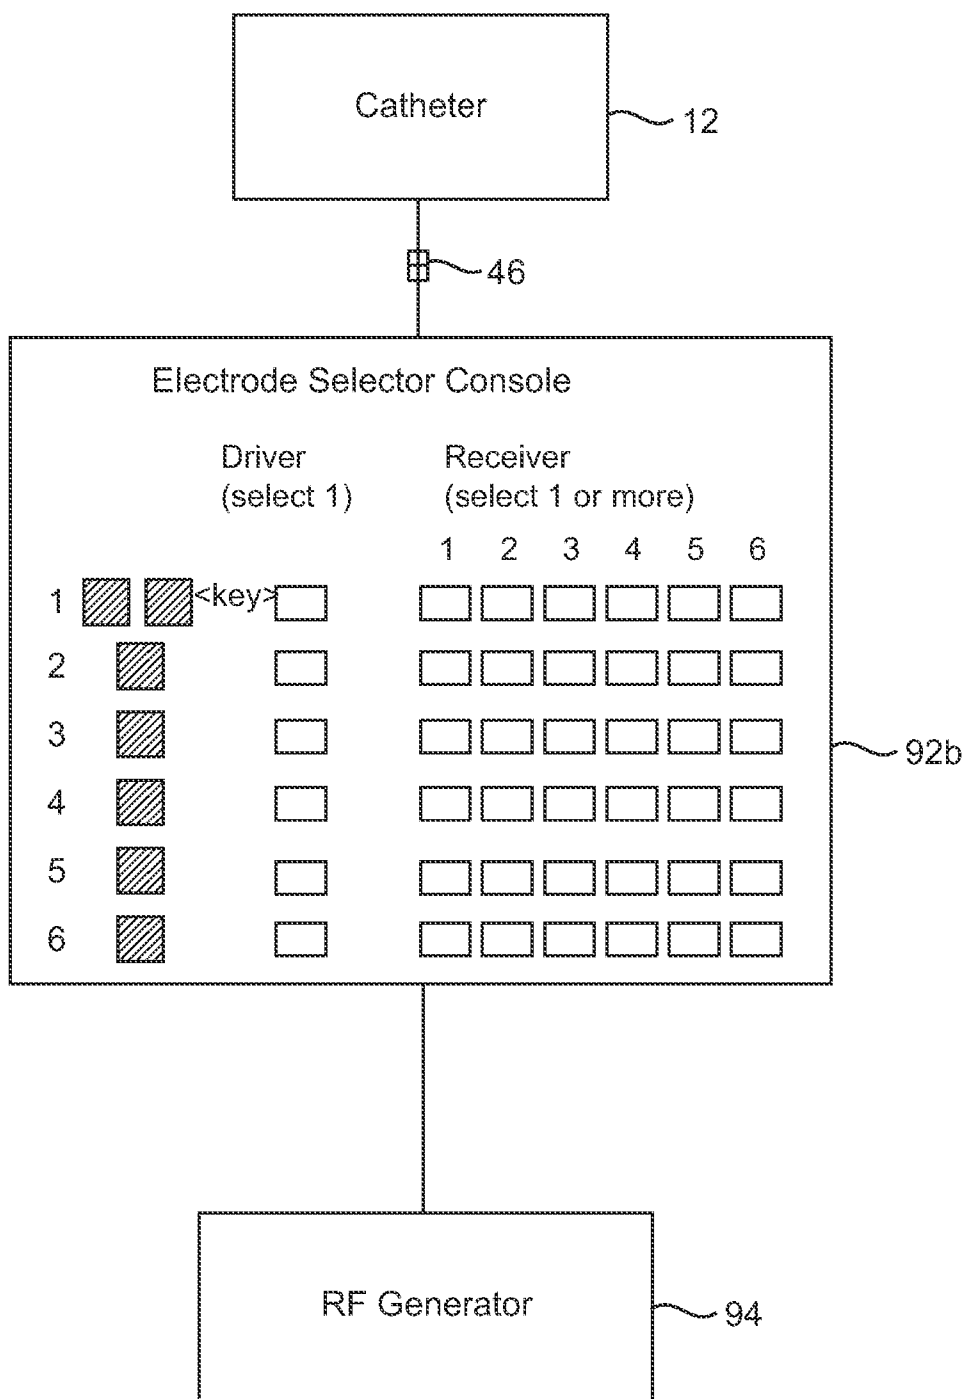 Catheter
12
46
Electrode Selector Console
Driver Receiver
(select 1) (select 1 or more)
1 2 3 4 5 6
1 <key>
2
3
92b
4
5
6
RF Generator
94